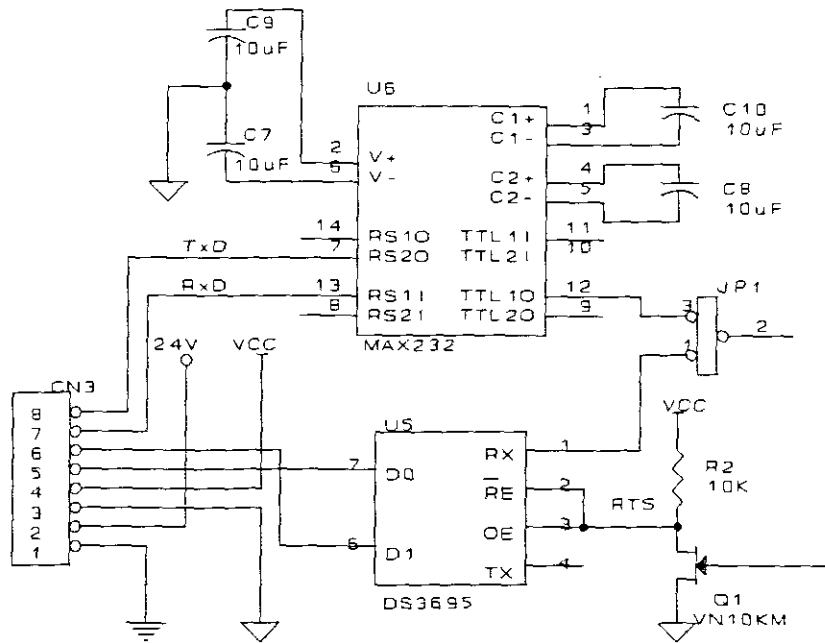 C9
10uF
U6
C7
10uF
2
6
V+
V-
C1+
C1-
1
3
C10
10uF
C2+
C2-
4
5
C8
10uF
14
7
RS1O
RS2O
TTL1I
TTL2I
11
10
TxD
RxD
13
8
RS1I
RS2I
TTL1O
TTL2O
12
9
JP1
3
2
1
MAX232
24V
VCC
CN3
8
7
6
5
4
3
2
1
U5
7
D0
6
D1
RX
1
RE
2
OE
3
TX
4
DS3695
RTS
VCC
R2
10K
Q1
VN10KM